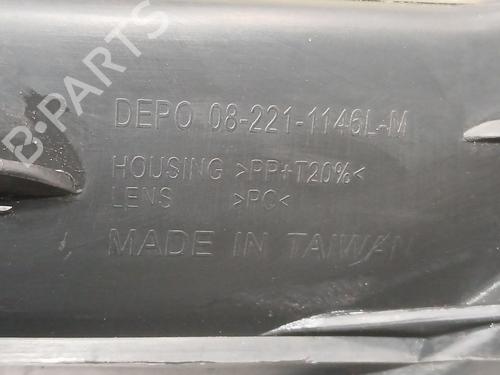 B-PARTS
DEPO 08-221-1146L-M
HOUSING >PP+T20%<
LENS >PC<
MADE IN TAIWAN